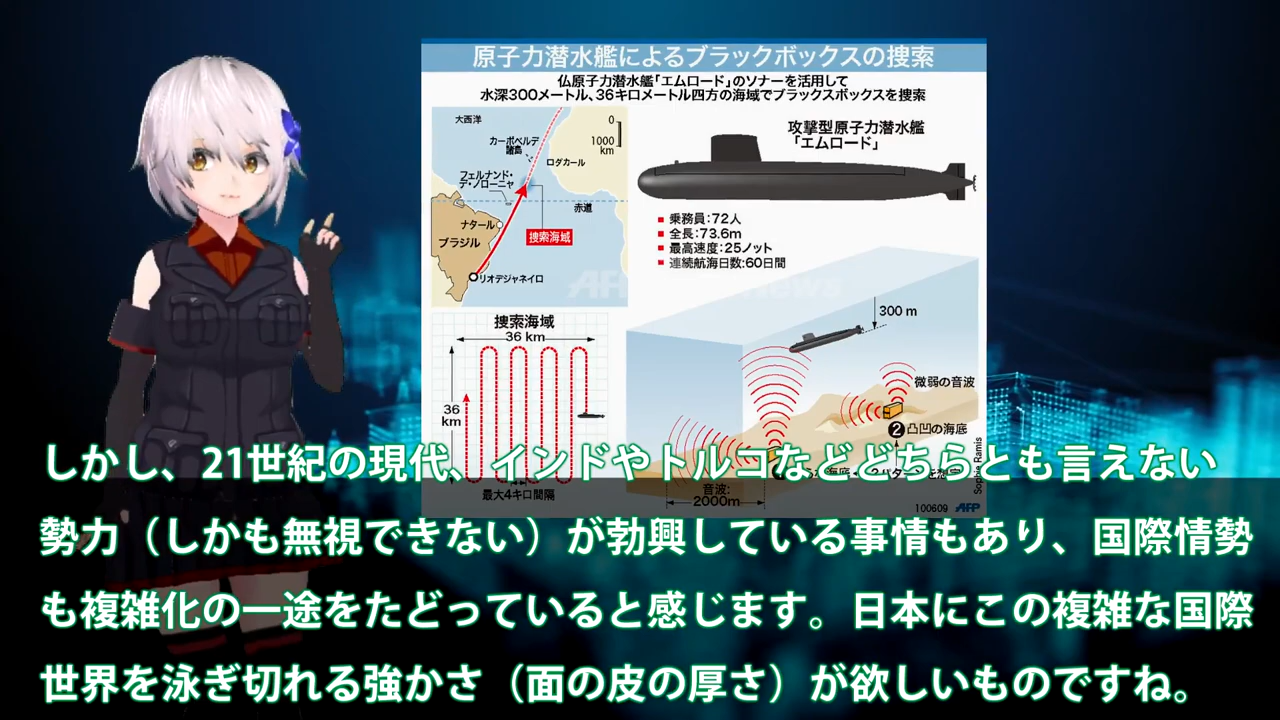 原子力潜水艦によるブラックボックスの捜索
仏原子力潜水艦「エムロード」のソナーを活用して
水深300メートル、36キロメートル四方の海域でブラックスボックスを捜索
大西洋
0
1000
km
カーボベルデ
諸島
ロダカール
フェルナンド・
デ・ノローニャ
赤道
ナタール
ブラジル
捜索海域
リオデジャネイロ
攻撃型原子力潜水艦
「エムロード」
乗務員:72人
全長:73.6m
最高速度:25ノット
連続航海日数:60日間
捜索海域
36 km
36
km
最大4キロ間隔
300 m
微弱の音波
❷凸凹の海底
音波:
2000m
Sophie Ramis
100609 AFP
しかし、21世紀の現代、インドやトルコなどどちらとも言えない
勢力（しかも無視できない）が勃興している事情もあり、国際情勢
も複雑化の一途をたどっていると感じます。日本にこの複雑な国際
世界を泳ぎ切れる強かさ（面の皮の厚さ）が欲しいものですね。